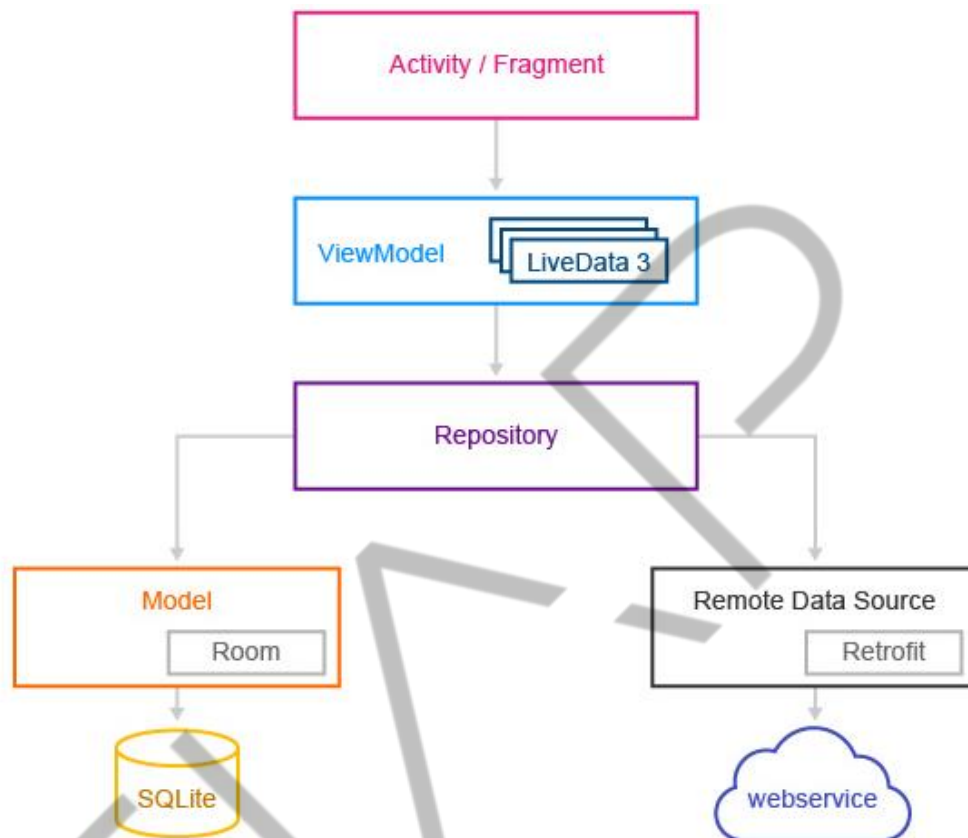 Activity / Fragment
ViewModel
LiveData 3
Repository
Model
Room
Remote Data Source
Retrofit
SQLite
webservice